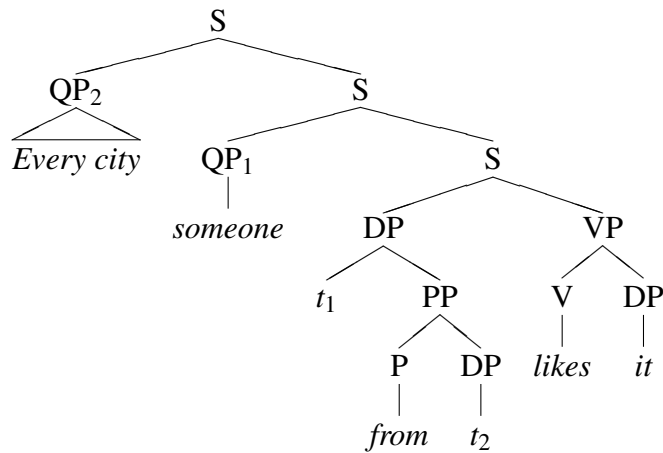 S
QP₂ S
Every city QP₁ S
someone DP VP
t₁ PP V DP
P DP likes it
from t₂